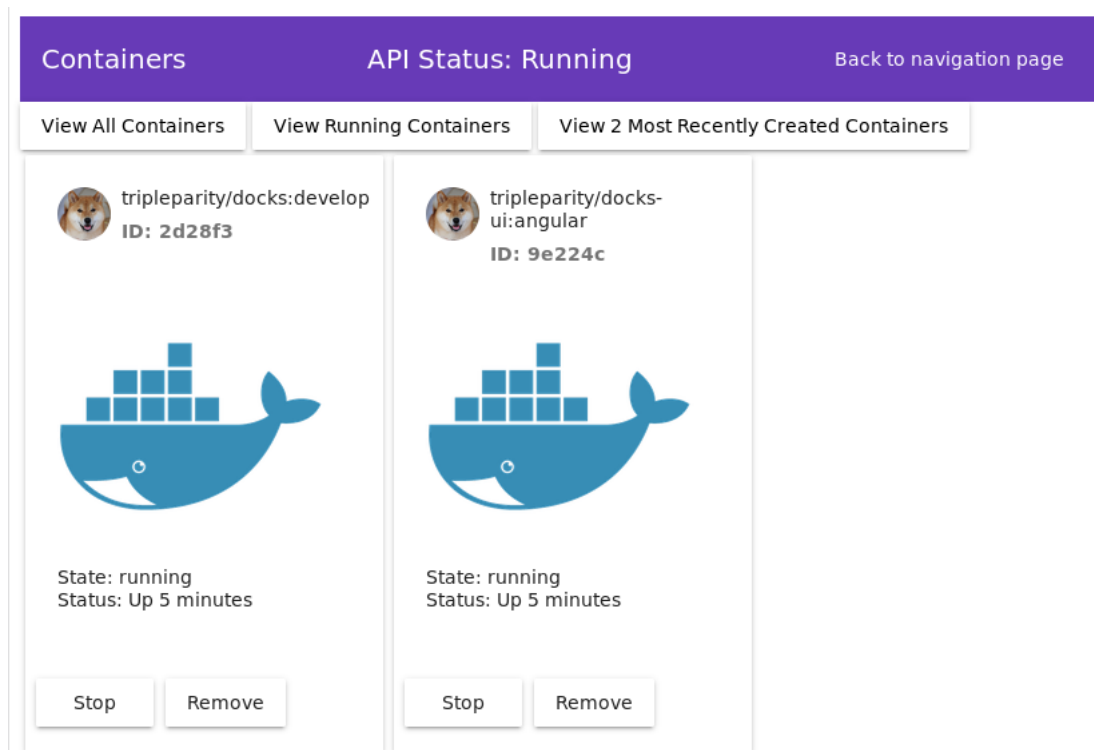 Containers
API Status: Running
Back to navigation page
View All Containers
View Running Containers
View 2 Most Recently Created Containers
tripleparity/docks:develop
ID: 2d28f3
State: running
Status: Up 5 minutes
Stop
Remove
tripleparity/docks-
ui:angular
ID: 9e224c
State: running
Status: Up 5 minutes
Stop
Remove